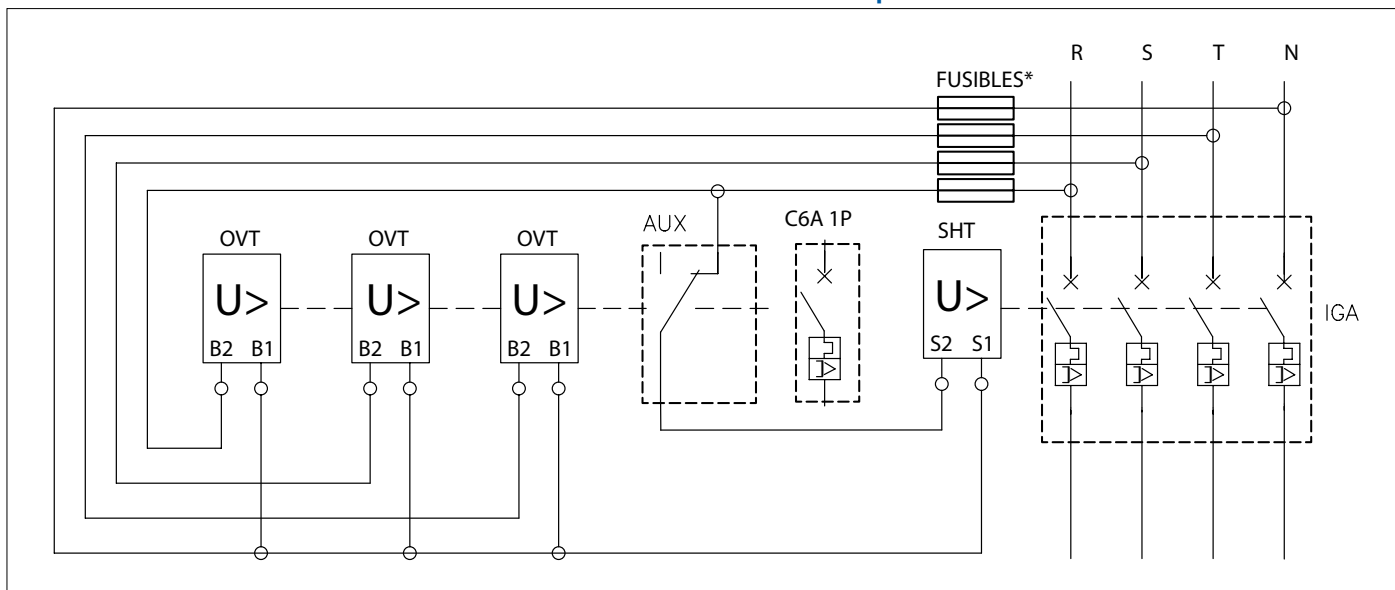 R S T N
FUSIBLES*
AUX
C6A 1P
SHT
OVT OVT OVT
U> U> U> U>
IGA
B2 B1 B2 B1 B2 B1 S2 S1